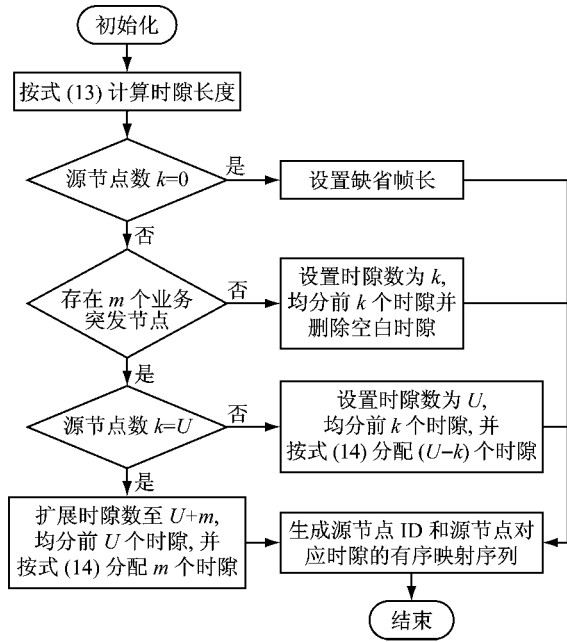 初始化
按式 (13) 计算时隙长度
源节点数 k=0
是
设置缺省帧长
否
存在 m 个业务
突发节点
否
设置时隙数为 k,
均分前 k 个时隙并
删除空白时隙
是
源节点数 k=U
否
设置时隙数为 U,
均分前 k 个时隙, 并
按式 (14) 分配 (U−k) 个时隙
是
扩展时隙数至 U+m,
均分前 U 个时隙, 并
按式 (14) 分配 m 个时隙
生成源节点 ID 和源节点对
应时隙的有序映射序列
结束